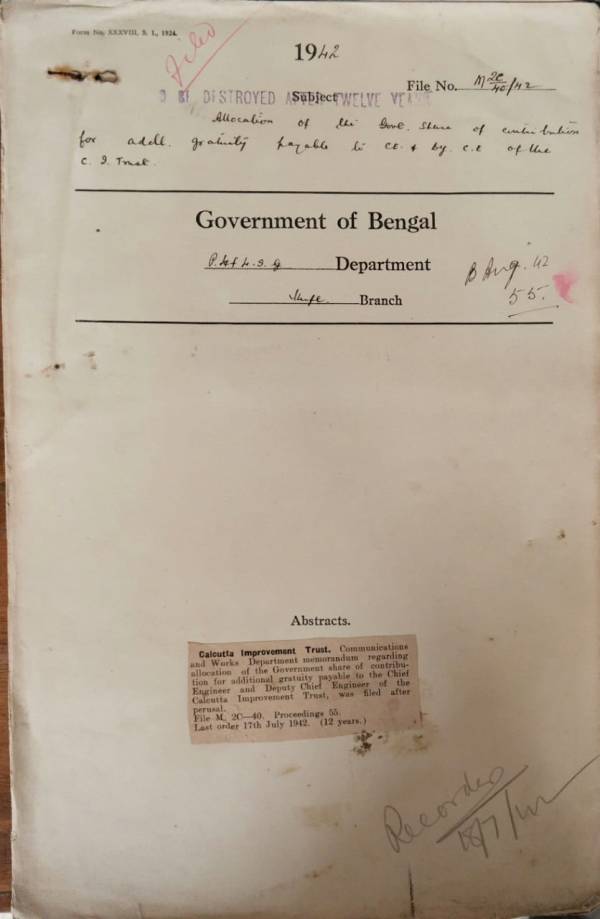 Form No. XXXVIII, S. I., 1924.
Filed
1942
File No. M 2C/40/42
Subject
TO BE DESTROYED AFTER TWELVE YEARS
Allocation of the Govt. share of contribution
for addl. gratuity payable to C.E. & Dy. C.E. of the
C. I. Trust.
Government of Bengal
Department
Branch
B Aug. 42
55.
Abstracts.
Calcutta Improvement Trust. Communications
and Works Department memorandum regarding
allocation of the Government share of contribu-
tion for additional gratuity payable to the Chief
Engineer and Deputy Chief Engineer of the
Calcutta Improvement Trust, was filed after
perusal.
File M. 2C—40. Proceedings 55.
Last order 17th July 1942. (12 years.)
Recorded
18/7/42